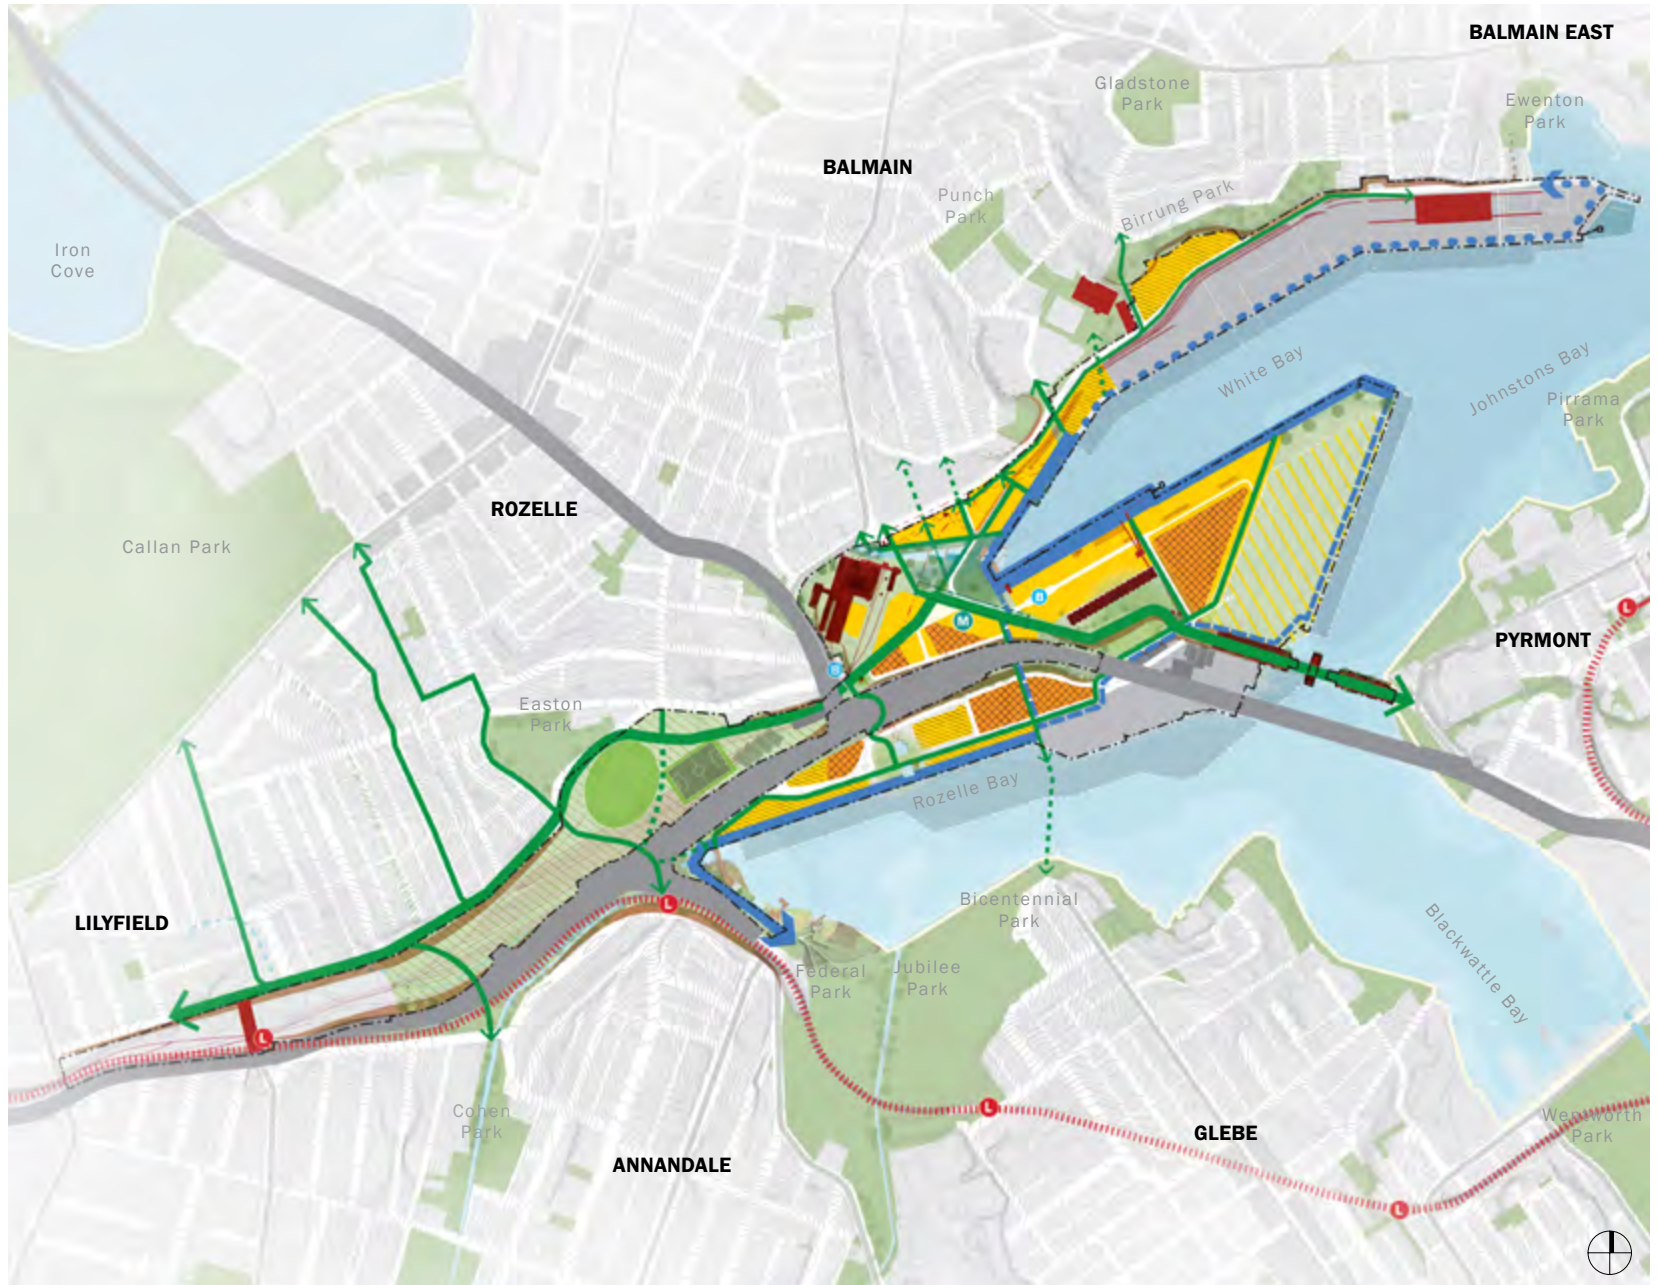 BALMAIN EAST
Gladstone
Park
Ewenton
Park
BALMAIN
Punch
Park
Birrung Park
Iron
Cove
White Bay
Johnstons Bay
Pirrama
Park
ROZELLE
Callan Park
B
M
L
PYRMONT
B
Easton
Park
Rozelle Bay
LILYFIELD
L
Bicentennial
Park
Blackwattle Bay
Federal
Park
Jubilee
Park
L
Cohen
Park
L
GLEBE
Wentworth
Park
ANNANDALE
L